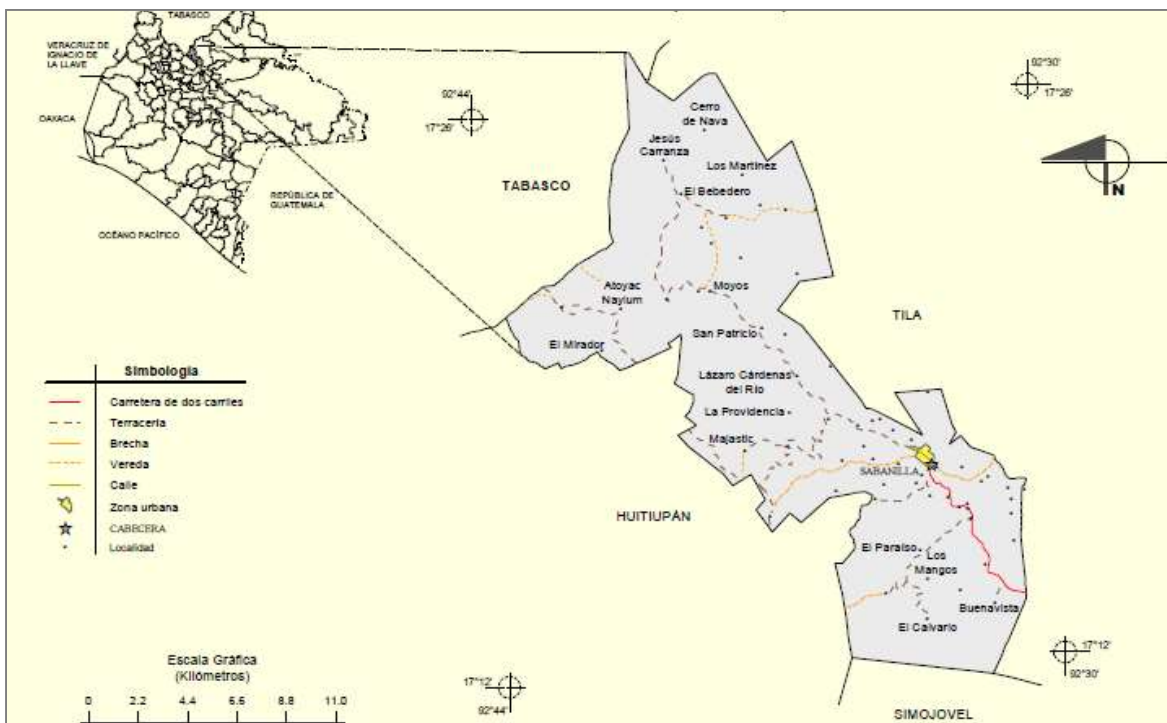 TABASCO
VERACRUZ DE
IGNACIO DE
LA LLAVE
OAXACA
REPÚBLICA DE
GUATEMALA
OCÉANO PACÍFICO
92°44'
17°26'
92°30'
17°26'
N
TABASCO
Cerro
de Nava
Jesús
Carranza
Los Martínez
El Bebedero
Atoyac
Naylum
Moyos
TILA
San Patricio
El Mirador
Lázaro Cárdenas
del Río
La Providencia
Majastic
SABANILLA
HUITIUPÁN
El Paraíso
Los
Mangos
Buenavista
El Calvario
Simbología
Carretera de dos carriles
Terracería
Brecha
Vereda
Calle
Zona urbana
CABECERA
Localidad
Escala Gráfica
(Kilómetros)
0 2.2 4.4 6.6 8.8 11.0
17°12'
92°44'
17°12'
92°30'
SIMOJOVEL